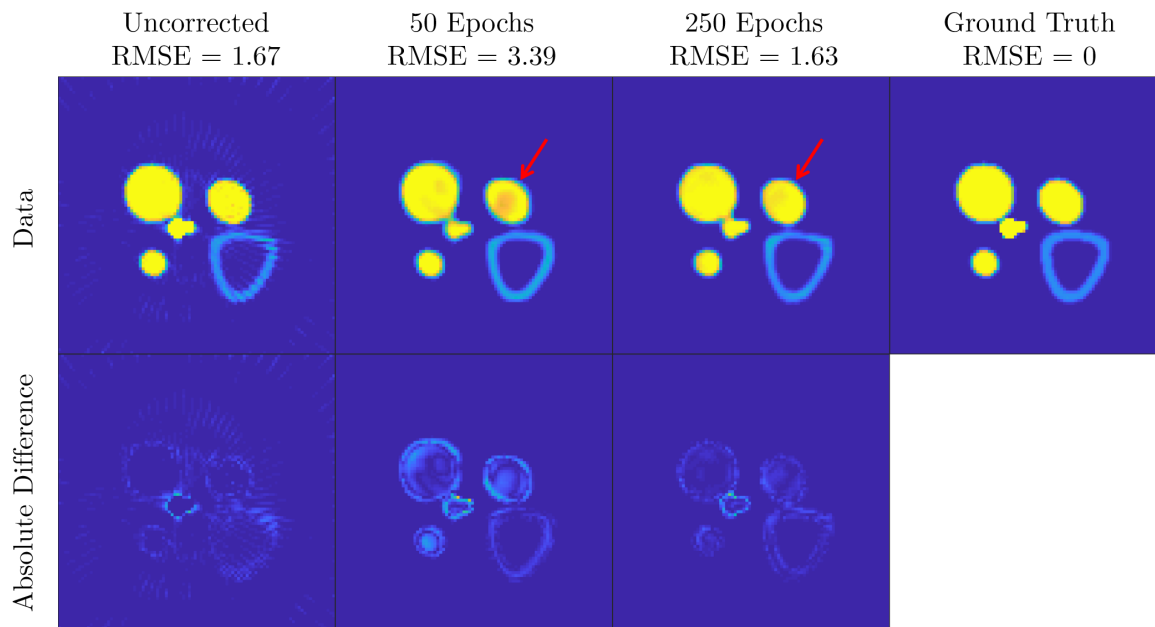 Uncorrected
RMSE = 1.67
50 Epochs
RMSE = 3.39
250 Epochs
RMSE = 1.63
Ground Truth
RMSE = 0
Data
Absolute Difference